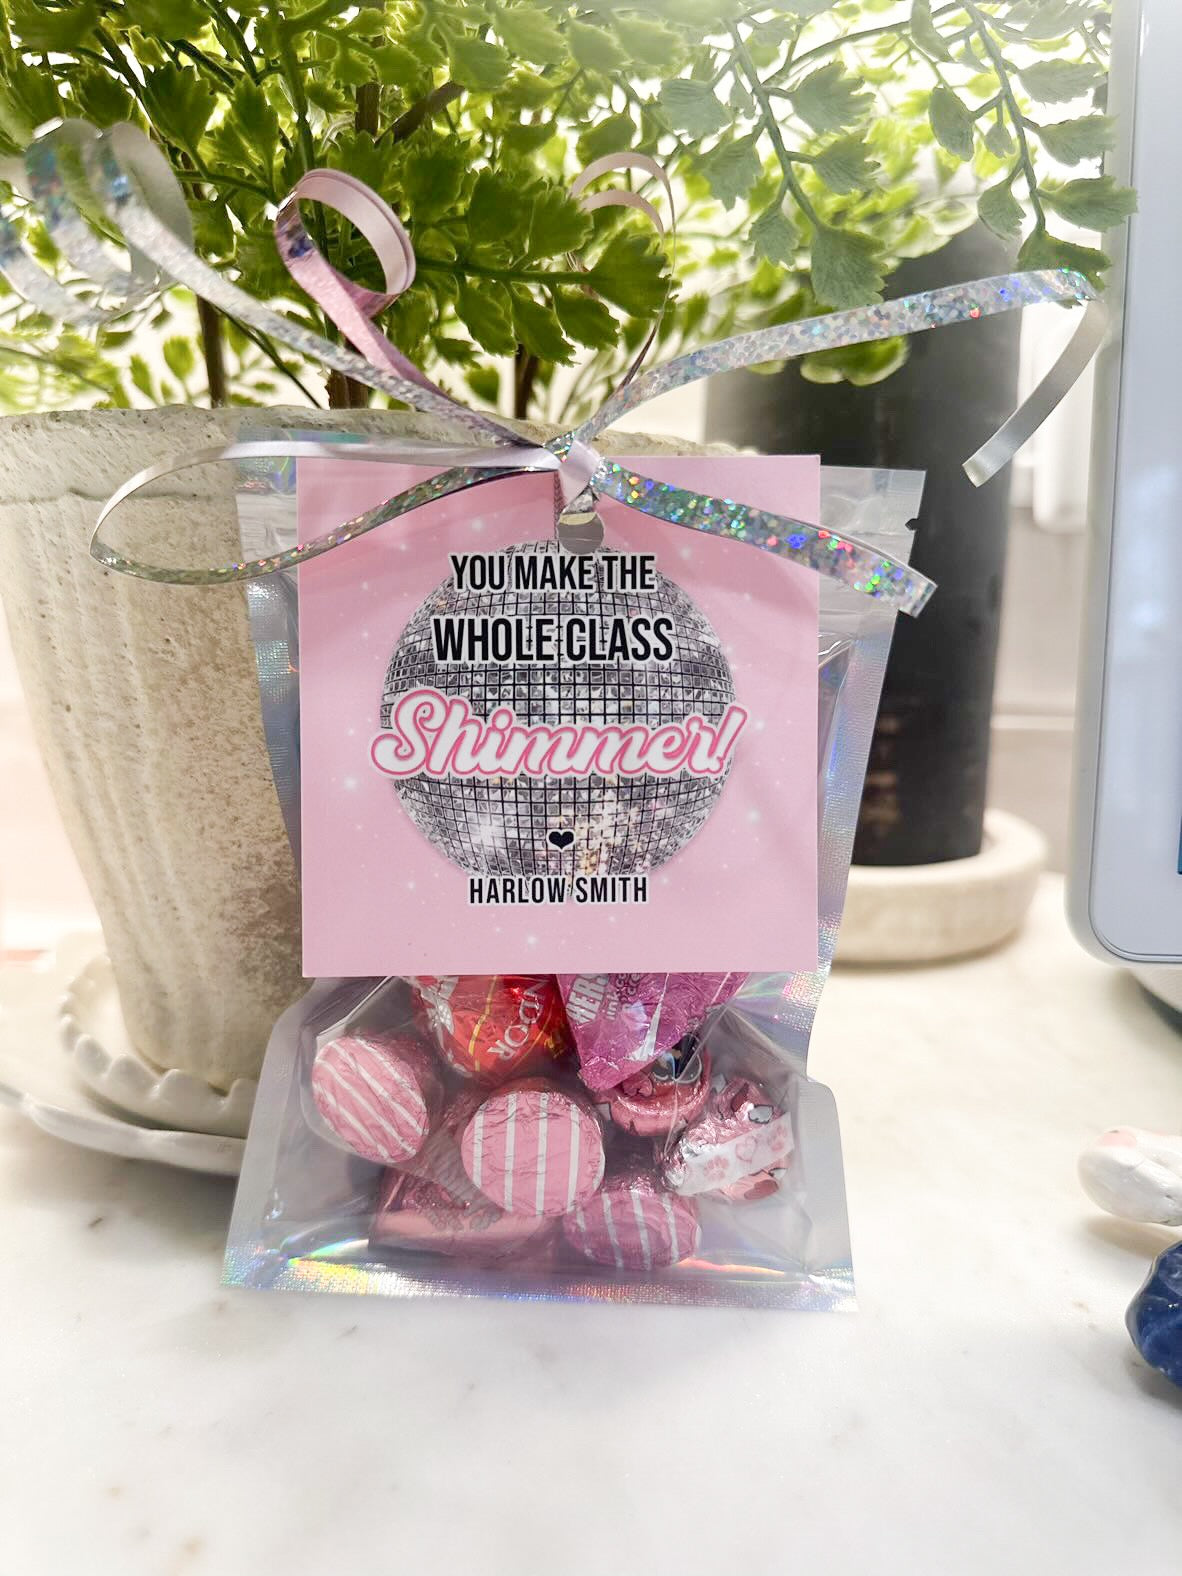 YOU MAKE THE
WHOLE CLASS
Shimmer!
HARLOW SMITH